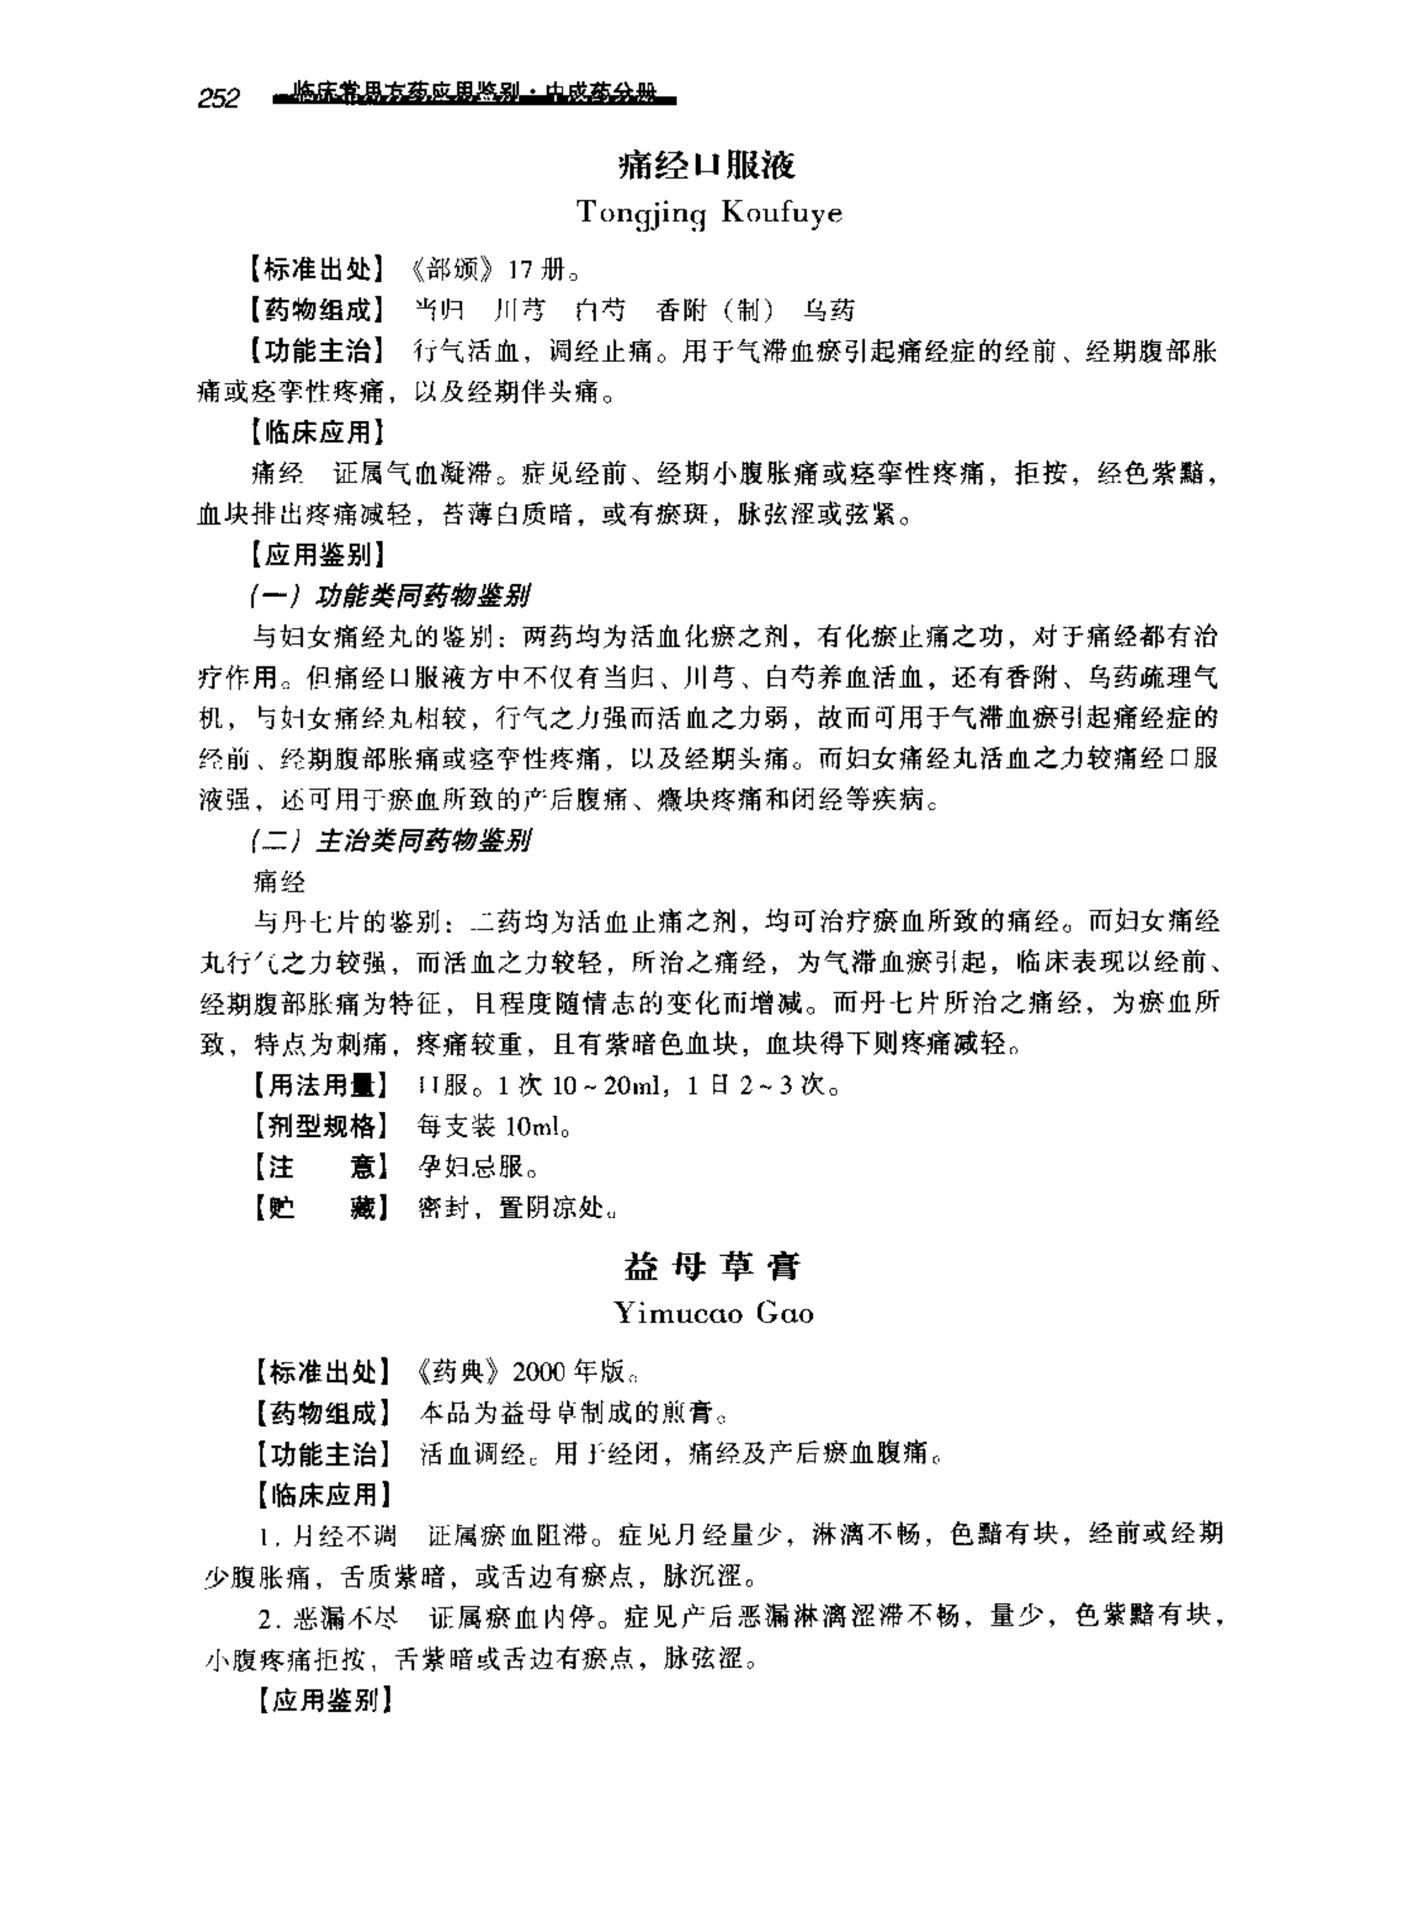 252 临床常用方药应用鉴别·中成药分册
痛经口服液
Tongjing Koufuye
【标准出处】 《部颁》17 册。
【药物组成】 当归 川芎 白芍 香附（制） 乌药
【功能主治】 行气活血，调经止痛。用于气滞血瘀引起痛经症的经前、经期腹部胀
痛或痉挛性疼痛，以及经期伴头痛。
【临床应用】
痛经 证属气血凝滞。症见经前、经期小腹胀痛或痉挛性疼痛，拒按，经色紫黯，
血块排出疼痛减轻，苔薄白质暗，或有瘀斑，脉弦涩或弦紧。
【应用鉴别】
（一）功能类同药物鉴别
与妇女痛经丸的鉴别：两药均为活血化瘀之剂，有化瘀止痛之功，对于痛经都有治
疗作用。但痛经口服液方中不仅有当归、川芎、白芍养血活血，还有香附、乌药疏理气
机，与妇女痛经丸相较，行气之力强而活血之力弱，故而可用于气滞血瘀引起痛经症的
经前、经期腹部胀痛或痉挛性疼痛，以及经期头痛。而妇女痛经丸活血之力较痛经口服
液强，还可用于瘀血所致的产后腹痛、癥块疼痛和闭经等疾病。
（二）主治类同药物鉴别
痛经
与丹七片的鉴别：二药均为活血止痛之剂，均可治疗瘀血所致的痛经。而妇女痛经
丸行气之力较强，而活血之力较轻，所治之痛经，为气滞血瘀引起，临床表现以经前、
经期腹部胀痛为特征，且程度随情志的变化而增减。而丹七片所治之痛经，为瘀血所
致，特点为刺痛，疼痛较重，且有紫暗色血块，血块得下则疼痛减轻。
【用法用量】 口服。1 次 10～20ml，1 日 2～3 次。
【剂型规格】 每支装 10ml。
【注 意】 孕妇忌服。
【贮 藏】 密封，置阴凉处。
益母草膏
Yimucao Gao
【标准出处】 《药典》2000 年版。
【药物组成】 本品为益母草制成的煎膏。
【功能主治】 活血调经。用于经闭，痛经及产后瘀血腹痛。
【临床应用】
1. 月经不调 证属瘀血阻滞。症见月经量少，淋漓不畅，色黯有块，经前或经期
少腹胀痛，舌质紫暗，或舌边有瘀点，脉沉涩。
2. 恶漏不尽 证属瘀血内停。症见产后恶漏淋漓涩滞不畅，量少，色紫黯有块，
小腹疼痛拒按，舌紫暗或舌边有瘀点，脉弦涩。
【应用鉴别】